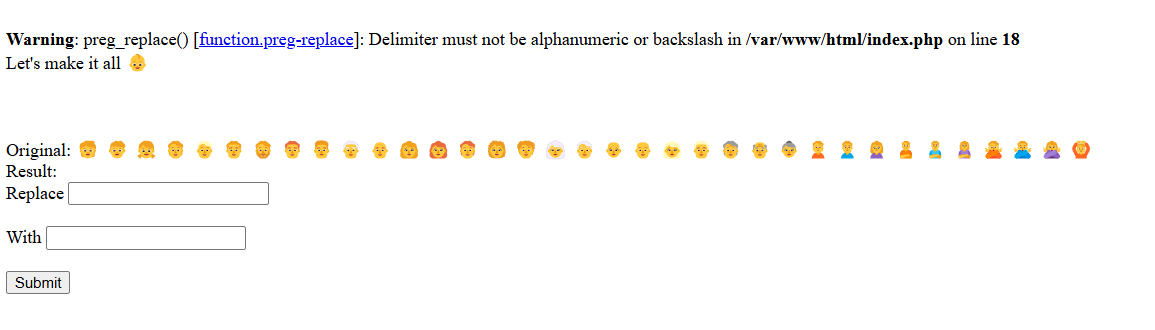 Warning: preg_replace() [function.preg-replace]: Delimiter must not be alphanumeric or backslash in /var/www/html/index.php on line 18
Let's make it all 👶
Original:
Result:
Replace
With
Submit